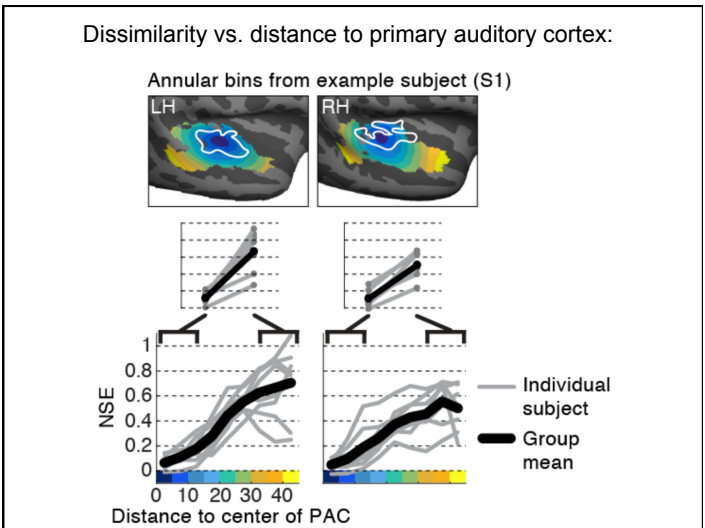 Dissimilarity vs. distance to primary auditory cortex:
Annular bins from example subject (S1)
LH
RH
1
0.8
0.6
0.4
0.2
0
NSE
0 10 20 30 40
Distance to center of PAC
Individual
subject
Group
mean